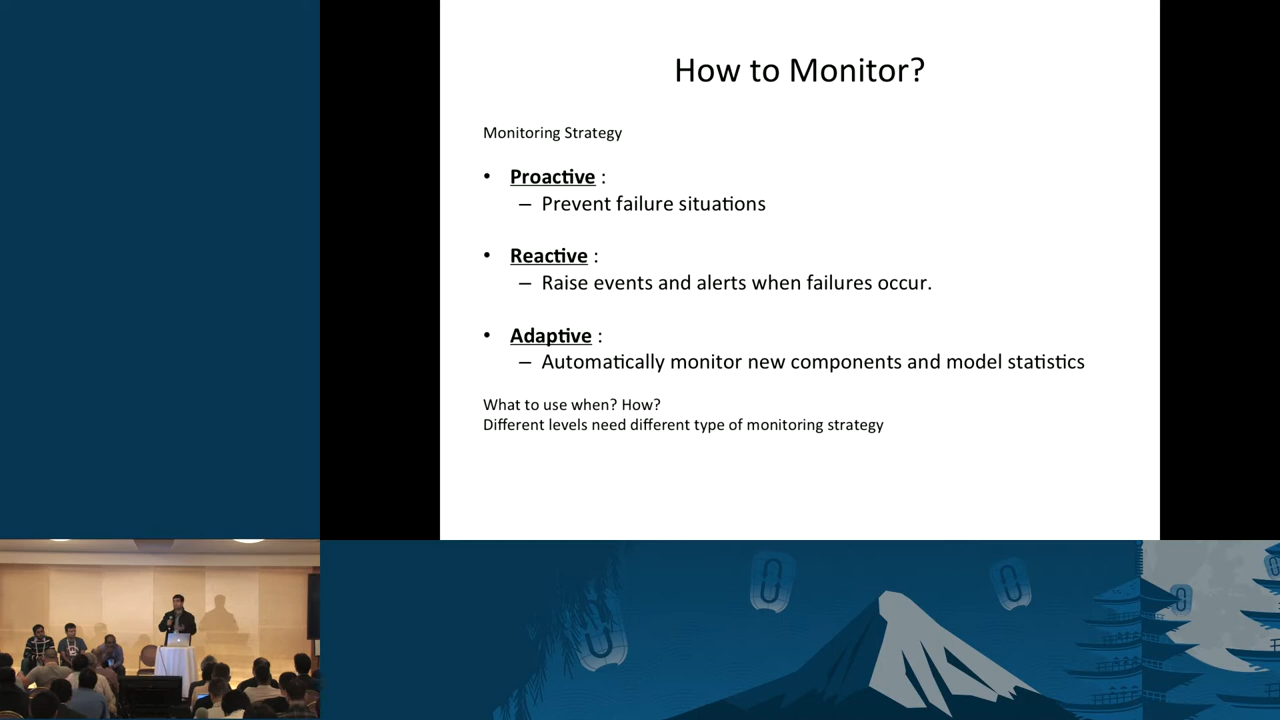 How to Monitor?
Monitoring Strategy
• Proactive :
– Prevent failure situations
• Reactive :
– Raise events and alerts when failures occur.
• Adaptive :
– Automatically monitor new components and model statistics
What to use when? How?
Different levels need different type of monitoring strategy